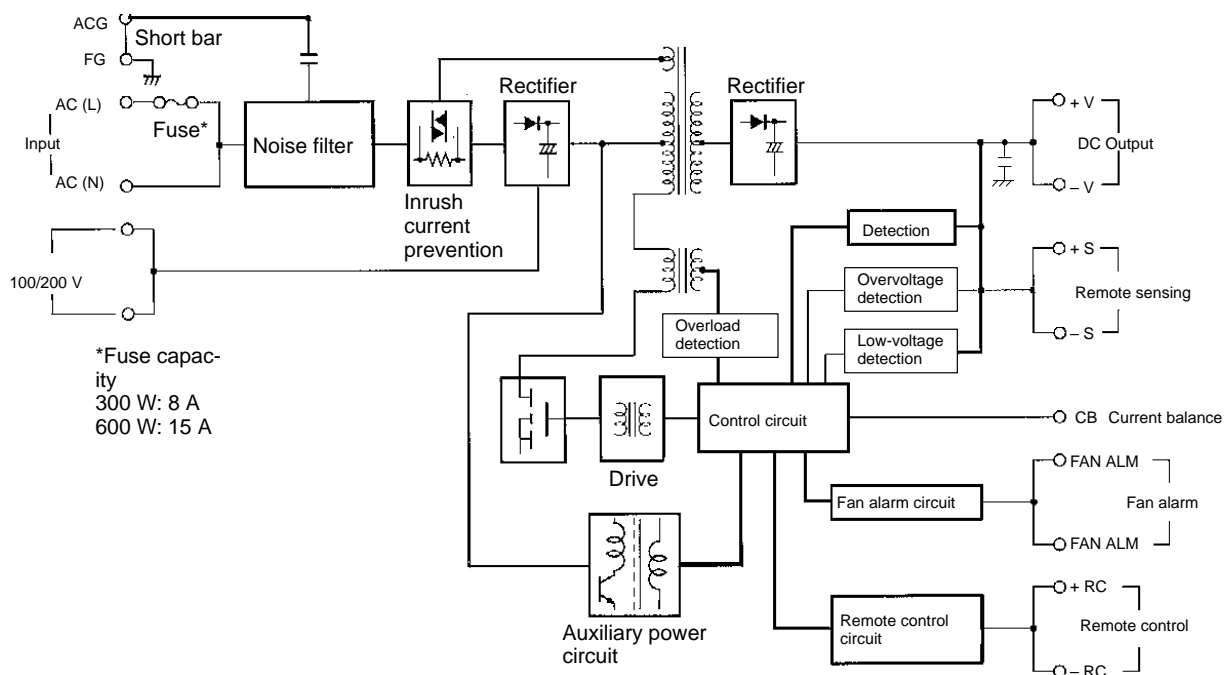 ACG
Short bar
FG
AC (L)
Fuse*
Input
AC (N)
Noise filter
Inrush
current
prevention
Rectifier
Rectifier
+ V
DC Output
– V
100/200 V
*Fuse capac-
ity
300 W: 8 A
600 W: 15 A
Detection
Overvoltage
detection
Low-voltage
detection
+ S
Remote sensing
– S
Overload
detection
Control circuit
Drive
CB Current balance
FAN ALM
Fan alarm circuit
Fan alarm
FAN ALM
Auxiliary power
circuit
Remote control
circuit
+ RC
Remote control
– RC